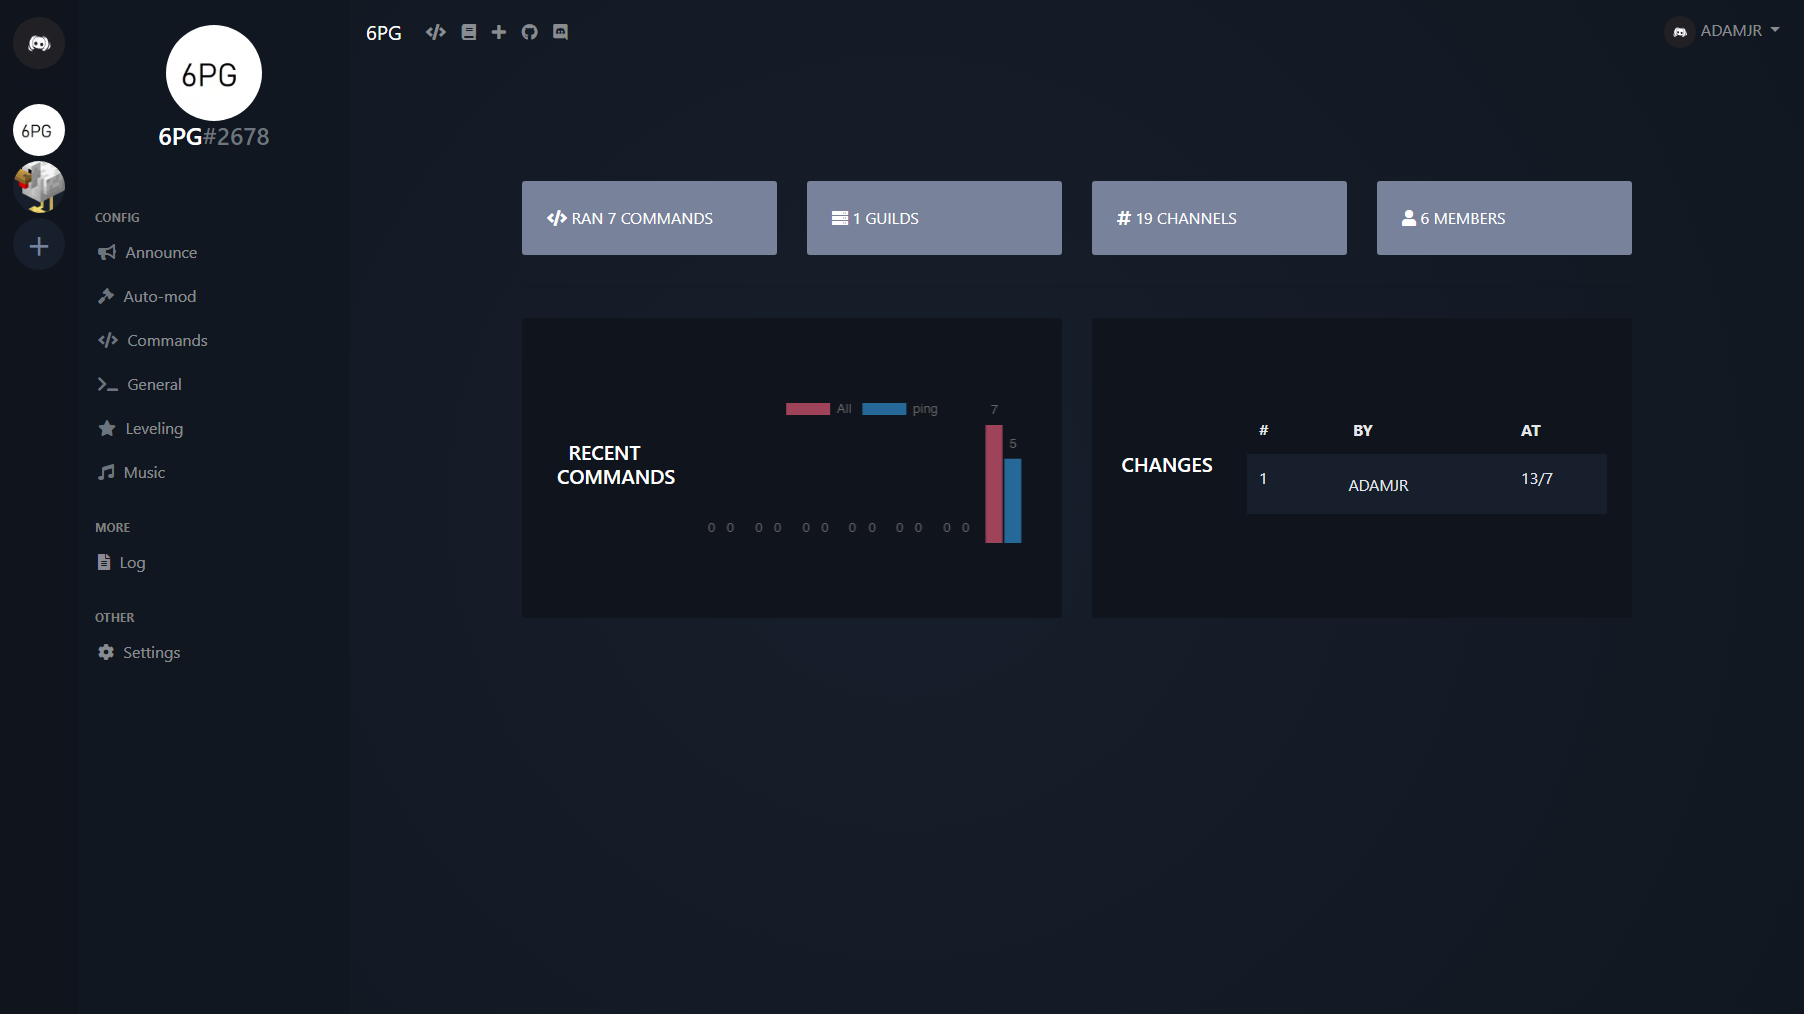 6PG
6PG
6PG#2678
CONFIG
Announce
Auto-mod
Commands
General
Leveling
Music
MORE
Log
OTHER
Settings
6PG
ADAMJR
RAN 7 COMMANDS
1 GUILDS
# 19 CHANNELS
6 MEMBERS
RECENT
COMMANDS
All ping
7
5
0 0 0 0 0 0 0 0 0 0 0 0
CHANGES
# BY AT
1 ADAMJR 13/7